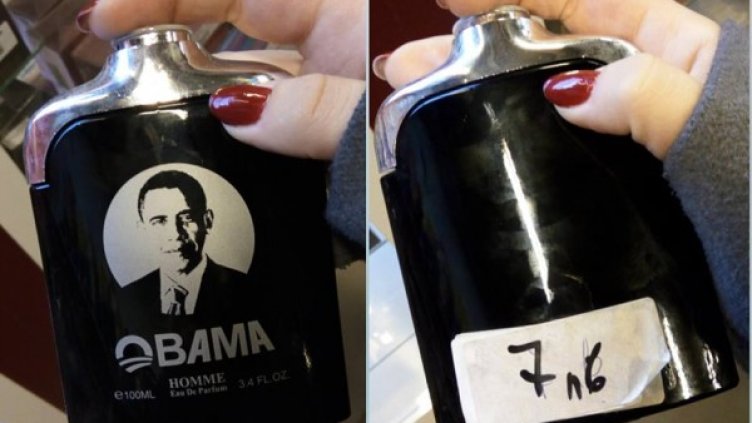 OBAMA
HOMME
℮100ML Eau De Parfum 3.4 FL.OZ.
7 лв